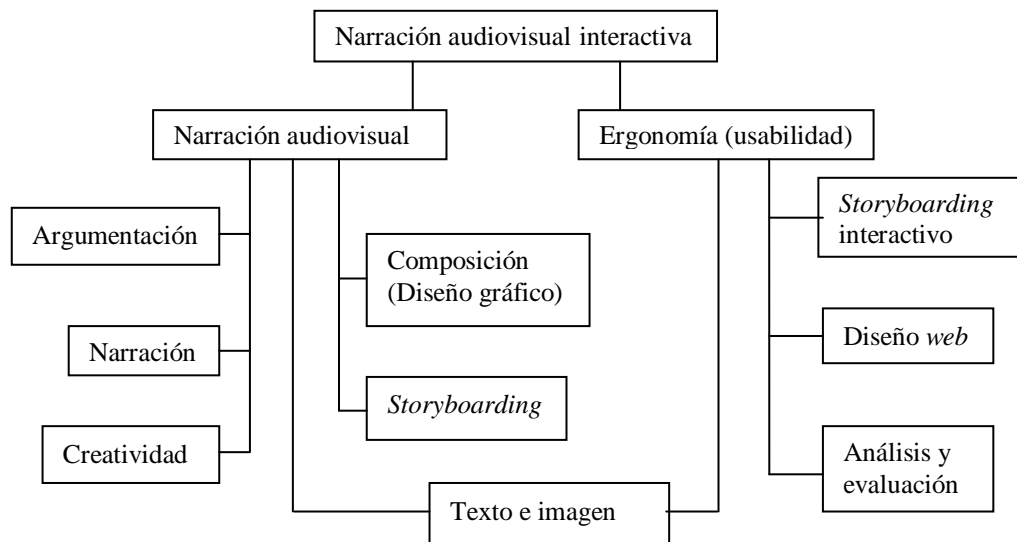 Narración audiovisual interactiva
Narración audiovisual
Ergonomía (usabilidad)
Argumentación
Narración
Creatividad
Composición
(Diseño gráfico)
Storyboarding
Texto e imagen
Storyboarding
interactivo
Diseño web
Análisis y
evaluación